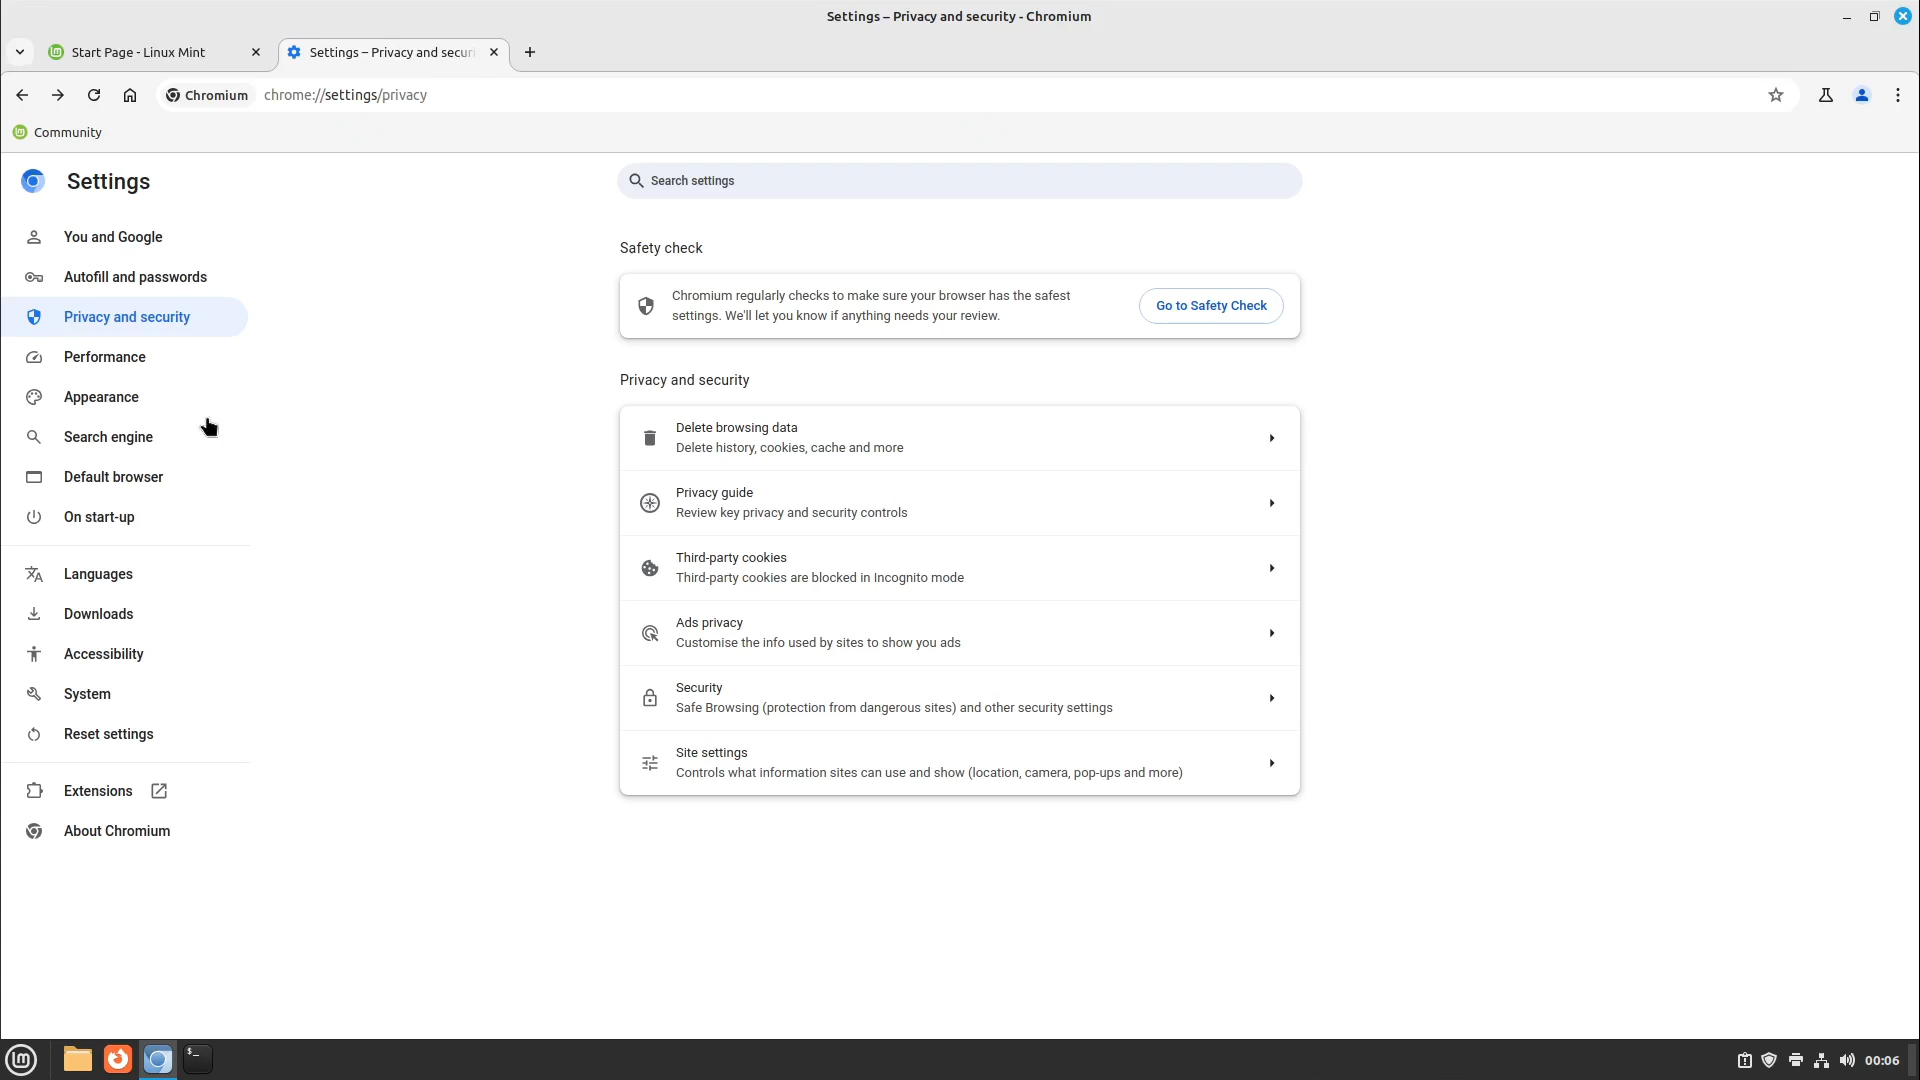 Settings – Privacy and security - Chromium
Start Page - Linux Mint
Settings – Privacy and securi
Chromium
chrome://settings/privacy
Community
Settings
Search settings
You and Google
Autofill and passwords
Privacy and security
Performance
Appearance
Search engine
Default browser
On start-up
Languages
Downloads
Accessibility
System
Reset settings
Extensions
About Chromium
Safety check
Chromium regularly checks to make sure your browser has the safest
settings. We'll let you know if anything needs your review.
Go to Safety Check
Privacy and security
Delete browsing data
Delete history, cookies, cache and more
Privacy guide
Review key privacy and security controls
Third-party cookies
Third-party cookies are blocked in Incognito mode
Ads privacy
Customise the info used by sites to show you ads
Security
Safe Browsing (protection from dangerous sites) and other security settings
Site settings
Controls what information sites can use and show (location, camera, pop-ups and more)
00:06